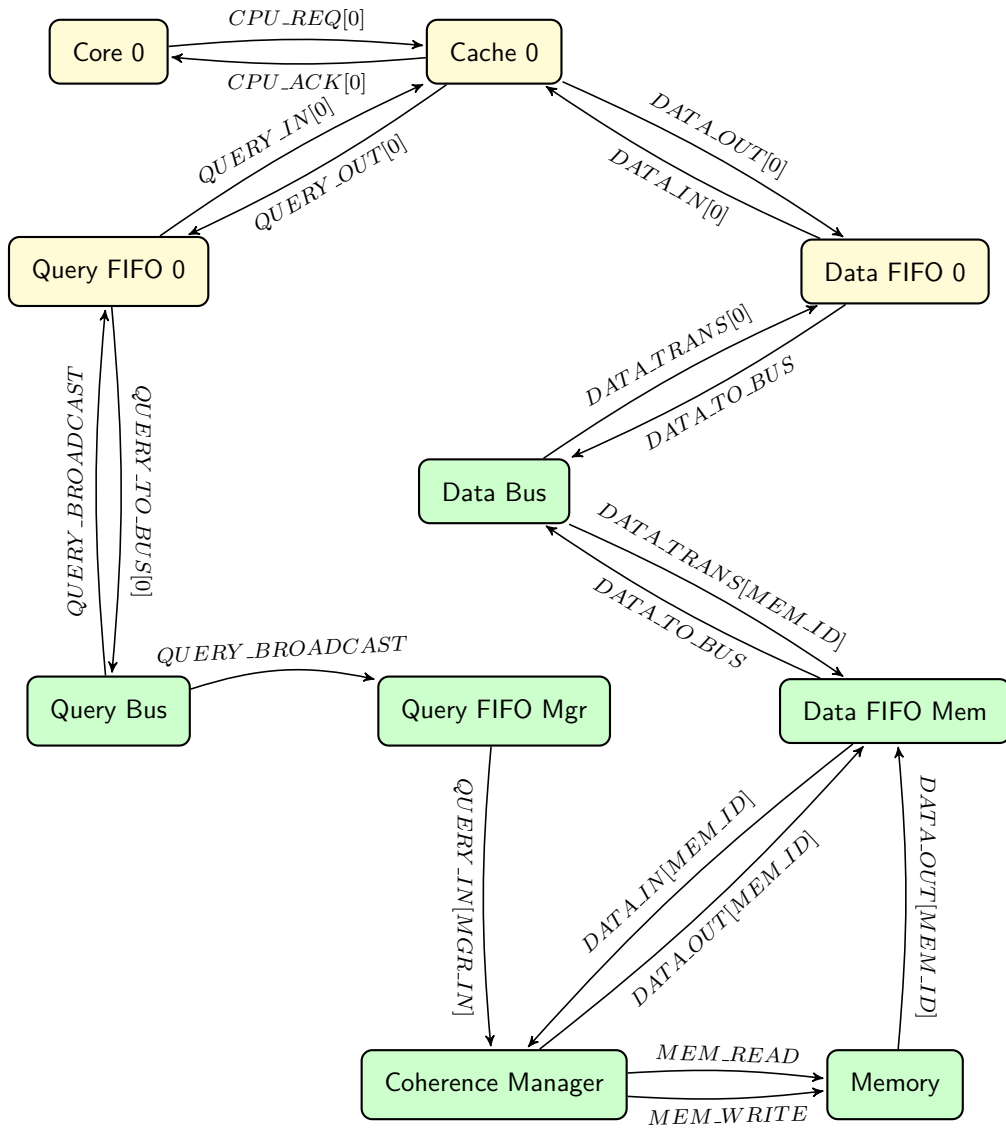 Core 0
CPU_REQ[0]
Cache 0
CPU_ACK[0]
QUERY_IN[0]
QUERY_OUT[0]
DATA_OUT[0]
DATA_IN[0]
Query FIFO 0
Data FIFO 0
DATA_TRANS[0]
DATA_TO_BUS
QUERY_BROADCAST
QUERY_TO_BUS[0]
Data Bus
DATA_TRANS[MEM_ID]
DATA_TO_BUS
QUERY_BROADCAST
Query Bus
Query FIFO Mgr
Data FIFO Mem
QUERY_IN[MGR_IN]
DATA_IN[MEM_ID]
DATA_OUT[MEM_ID]
DATA_OUT[MEM_ID]
Coherence Manager
MEM_READ
MEM_WRITE
Memory